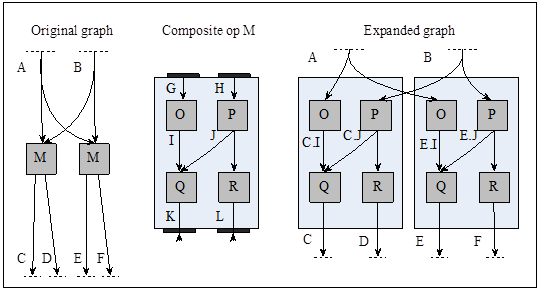 Original graph Composite op M Expanded graph
A B A B
G H
O P O P O P
I J C.I C.J E.I E.J
M M
Q R Q R Q R
K L
C D E F C D E F